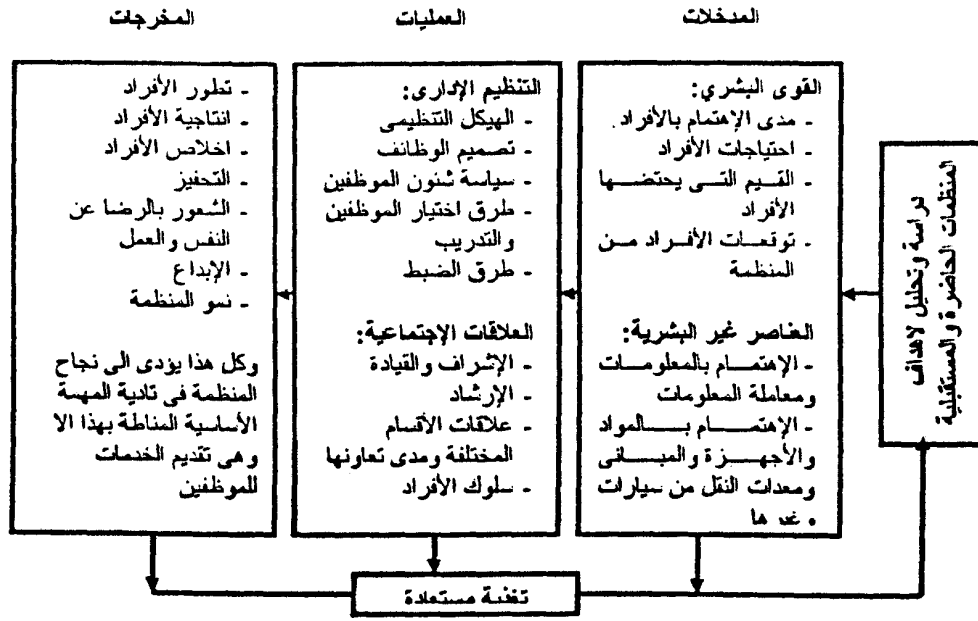 المدخلات
العمليات
المخرجات
دراسة وتحليل لاهداف
المنظمات الحاضرة والمستقبلية
القوى البشري:
- مدى الإهتمام بالأفراد.
- احتياجات الأفراد
- القيم التى يحتضها
الأفراد
- توقعات الأفراد من
المنظمة
العناصر غير البشرية:
- الإهتمام بالمعلومات
ومعاملة المعلومات
- الإهتمام بالمواد
والأجهزة والمبانى
ومعدات النقل من سيارات
التنظيم الإدارى:
- الهيكل التنظيمى
- تصميم الوظائف
- سياسة شئون الموظفين
- طرق اختيار الموظفين
والتدريب
- طرق الضبط
العلاقات الإجتماعية:
- الإشراف والقيادة
- الإرشاد
- علاقات الأقسام
المختلفة ومدى تعاونها
- سلوك الأفراد
- تطور الأفراد
- انتاجية الأفراد
- اخلاص الأفراد
- التحفيز
- الشعور بالرضا عن
النفس والعمل
- الإبداع
- نمو المنظمة
وكل هذا يؤدى الى نجاح
المنظمة فى تادية المهمة
الأساسية المناطة بهذا الا
وهى تقديم الخدمات
للموظفين
تغذية مستعادة